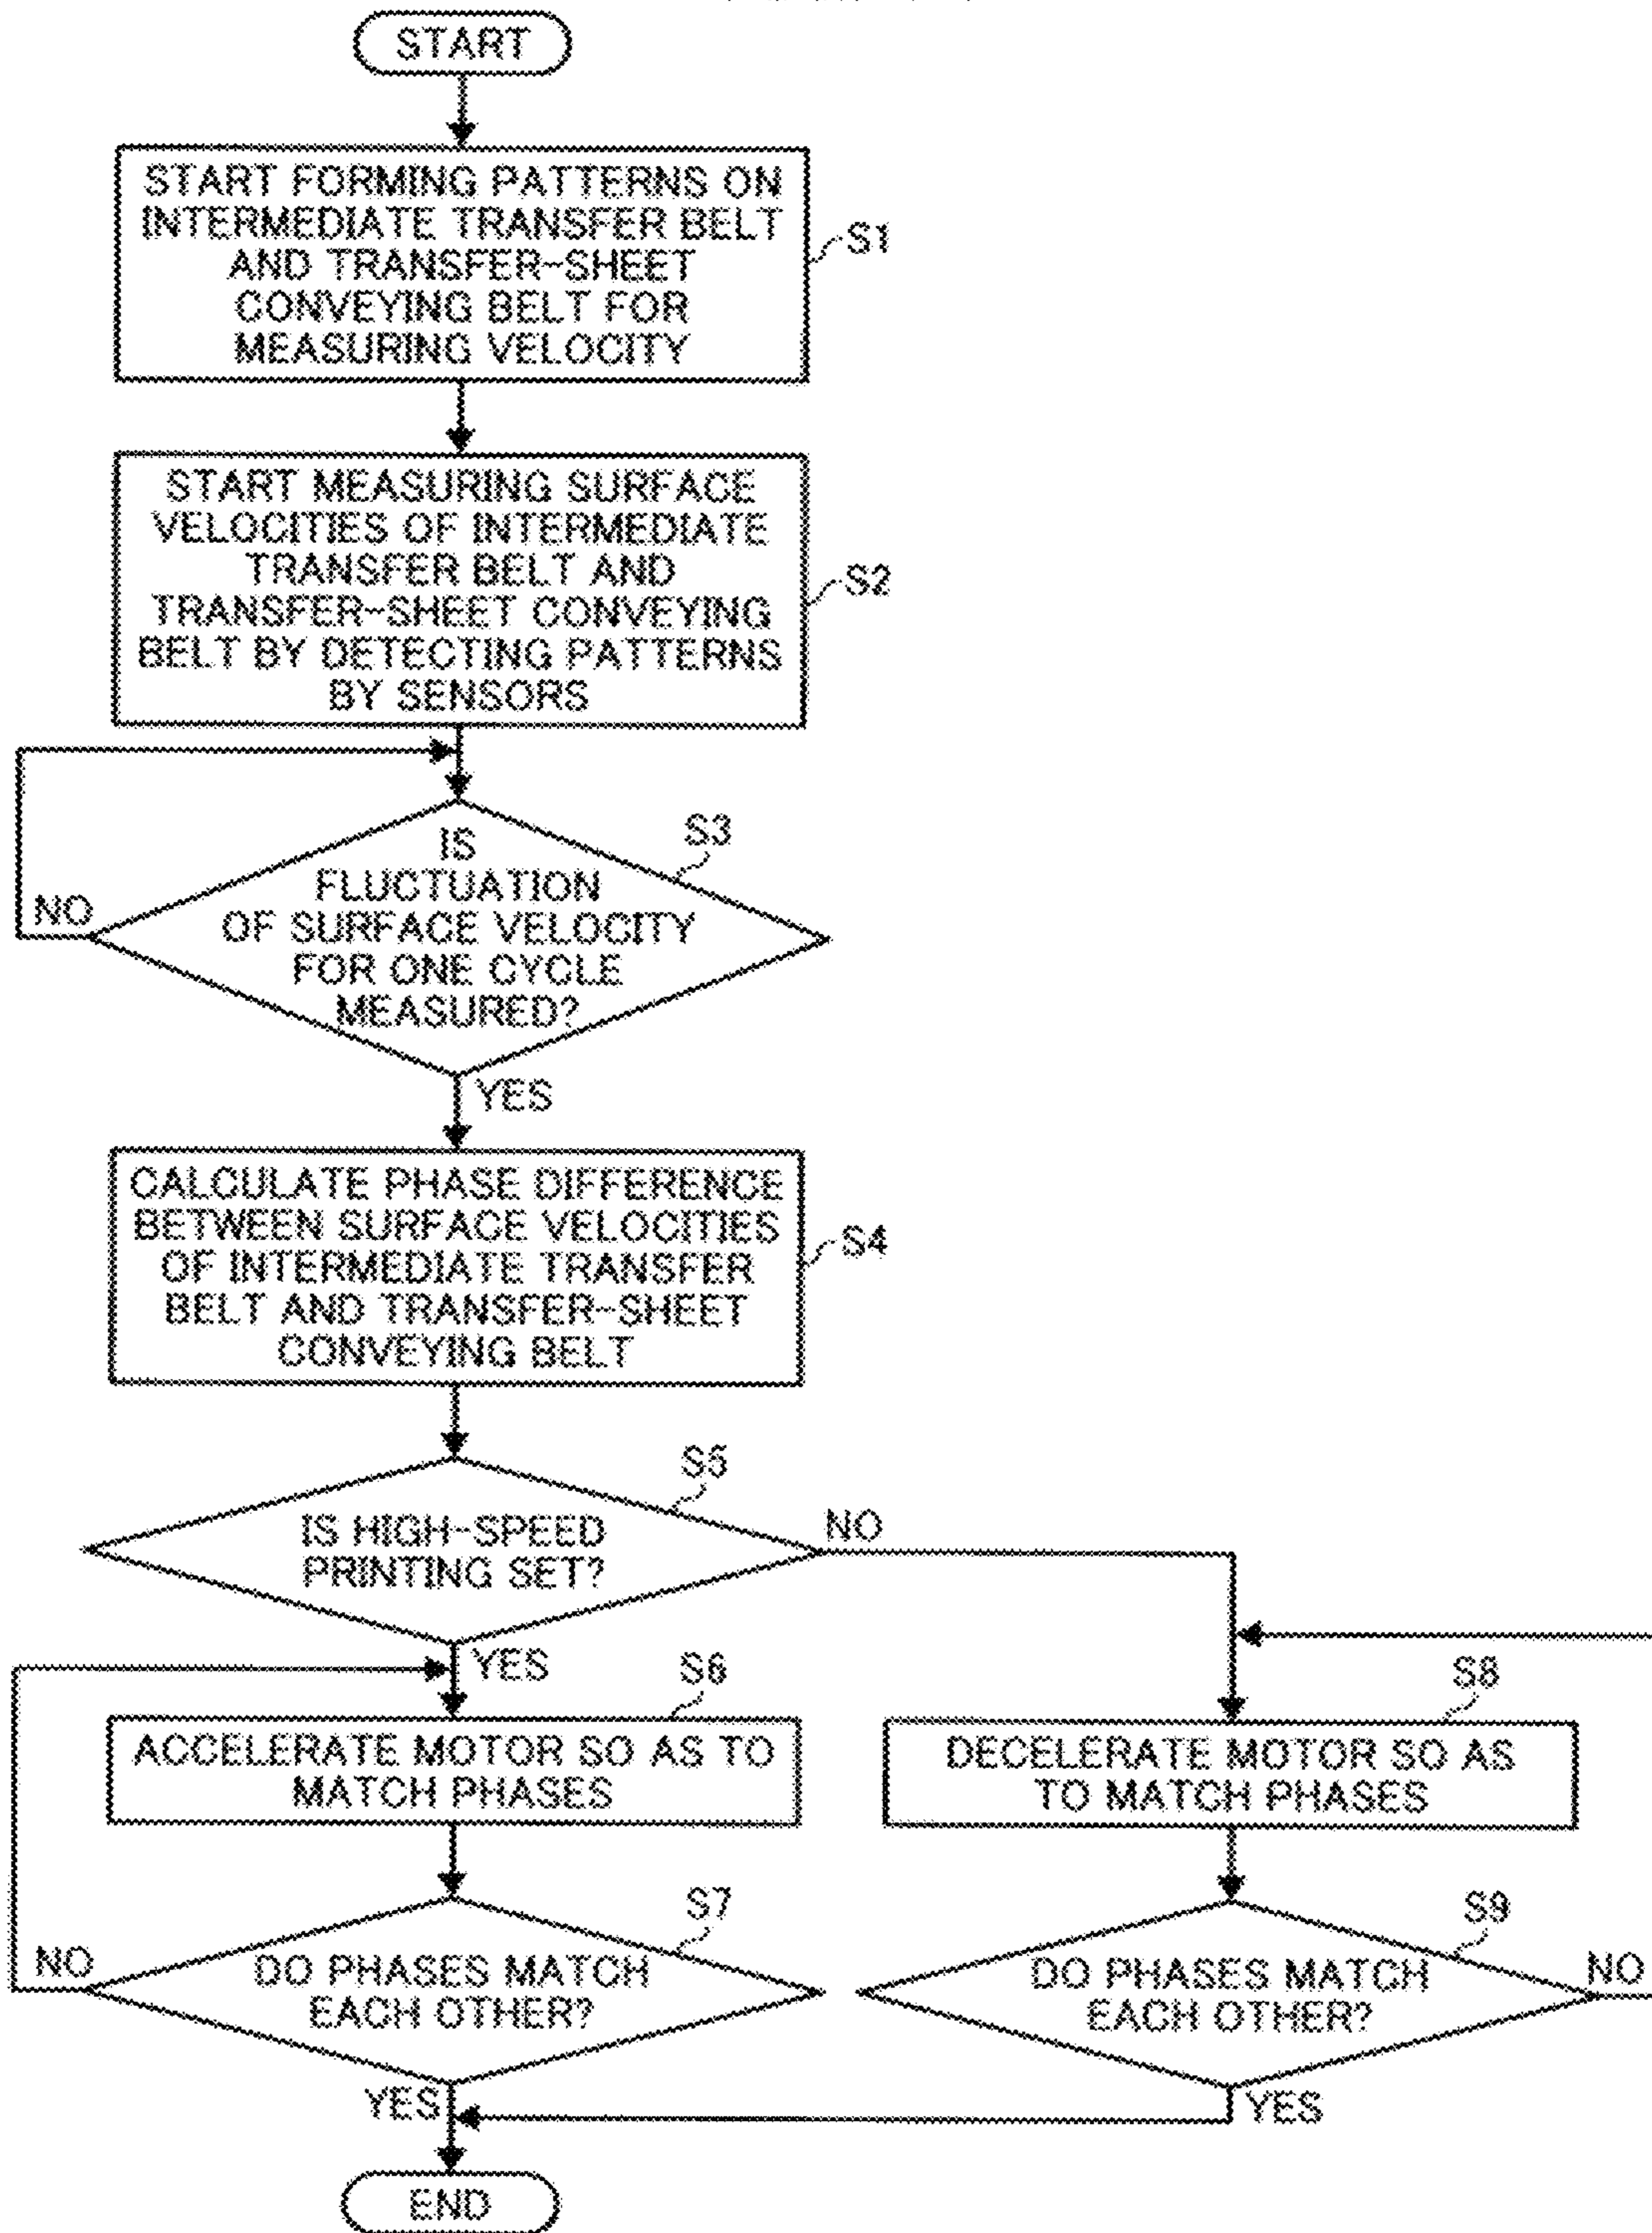 START
START FORMING PATTERNS ON
INTERMEDIATE TRANSFER BELT
AND TRANSFER-SHEET
CONVEYING BELT FOR
MEASURING VELOCITY
S1
START MEASURING SURFACE
VELOCITIES OF INTERMEDIATE
TRANSFER BELT AND
TRANSFER-SHEET CONVEYING
BELT BY DETECTING PATTERNS
BY SENSORS
S2
S3
IS
FLUCTUATION
OF SURFACE VELOCITY
FOR ONE CYCLE
MEASURED?
NO
YES
CALCULATE PHASE DIFFERENCE
BETWEEN SURFACE VELOCITIES
OF INTERMEDIATE TRANSFER
BELT AND TRANSFER-SHEET
CONVEYING BELT
S4
S5
IS HIGH-SPEED
PRINTING SET?
NO
YES
S6
ACCELERATE MOTOR SO AS TO
MATCH PHASES
S8
DECELERATE MOTOR SO AS
TO MATCH PHASES
S7
DO PHASES MATCH
EACH OTHER?
NO
YES
S9
DO PHASES MATCH
EACH OTHER?
NO
YES
END